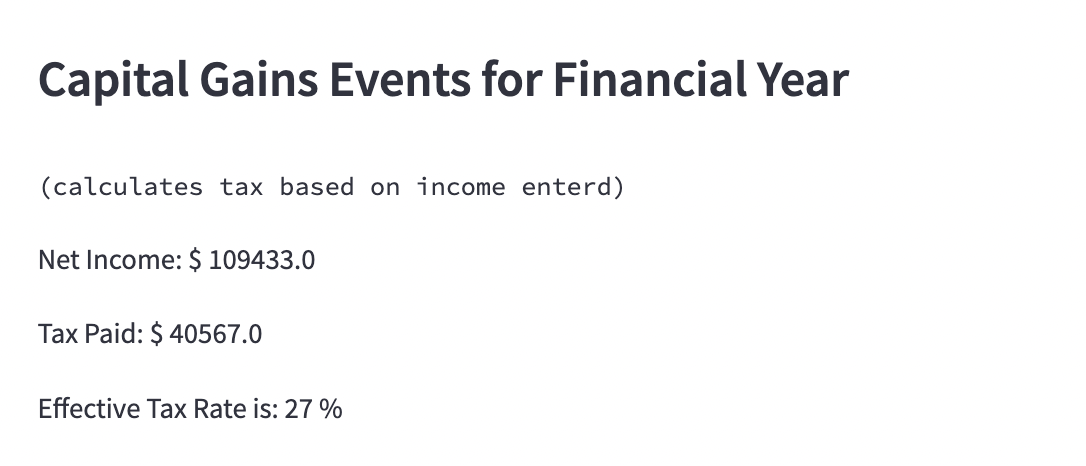 Capital Gains Events for Financial Year
(calculates tax based on income enterd)
Net Income: $ 109433.0
Tax Paid: $ 40567.0
Effective Tax Rate is: 27 %